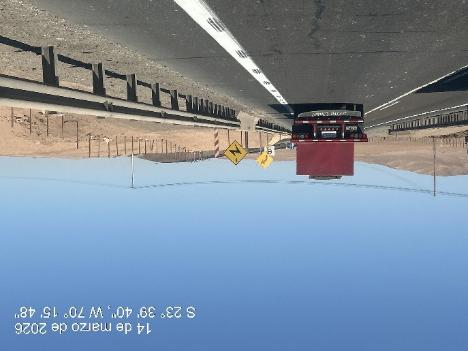 14 de marzo de 2026
S 23° 39' 40", W 70° 15' 48"